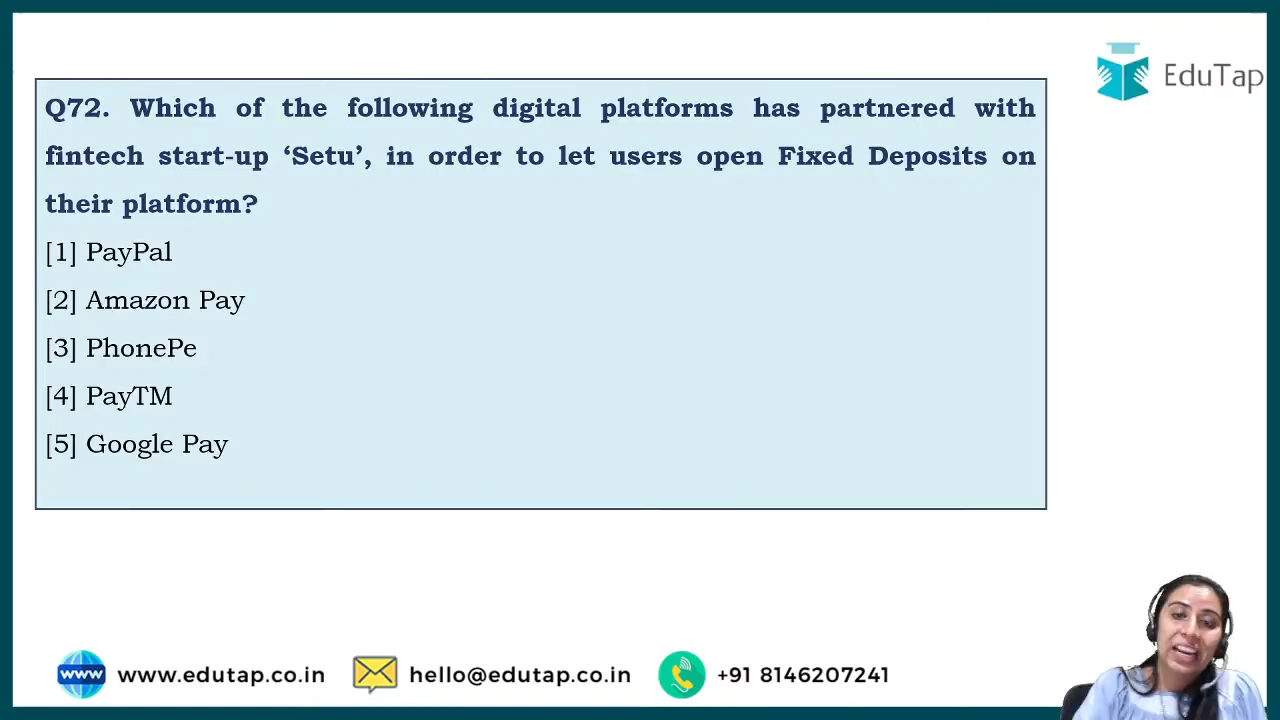 EduTap
Q72. Which of the following digital platforms has partnered with
fintech start-up ‘Setu’, in order to let users open Fixed Deposits on
their platform?
[1] PayPal
[2] Amazon Pay
[3] PhonePe
[4] PayTM
[5] Google Pay
www www.edutap.co.in hello@edutap.co.in +91 8146207241